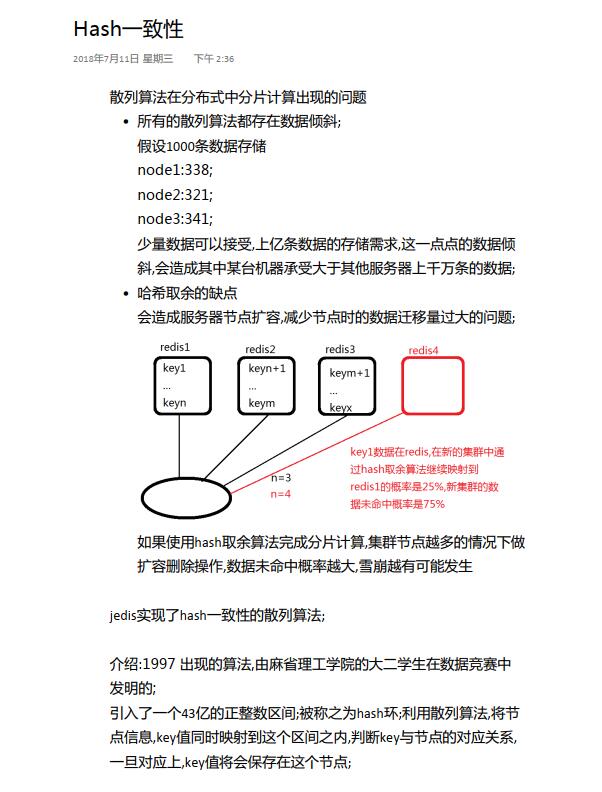 Hash一致性
2018年7月11日 星期三 下午 2:36
散列算法在分布式中分片计算出现的问题
• 所有的散列算法都存在数据倾斜;
假设1000条数据存储
node1:338;
node2:321;
node3:341;
少量数据可以接受,上亿条数据的存储需求,这一点点的数据倾
斜,会造成其中某台机器承受大于其他服务器上千万条的数据;
• 哈希取余的缺点
会造成服务器节点扩容,减少节点时的数据迁移量过大的问题;
redis1 redis2 redis3 redis4
key1 keyn+1 keym+1
... ... ...
keyn keym keyx
key1数据在redis,在新的集群中通
过hash取余算法继续映射到
redis1的概率是25%,新集群的数
据未命中概率是75%
n=3
n=4
如果使用hash取余算法完成分片计算,集群节点越多的情况下做
扩容删除操作,数据未命中概率越大,雪崩越有可能发生
jedis实现了hash一致性的散列算法;
介绍:1997 出现的算法,由麻省理工学院的大二学生在数据竞赛中
发明的;
引入了一个43亿的正整数区间;被称之为hash环;利用散列算法,将节
点信息,key值同时映射到这个区间之内,判断key与节点的对应关系,
一旦对应上,key值将会保存在这个节点;